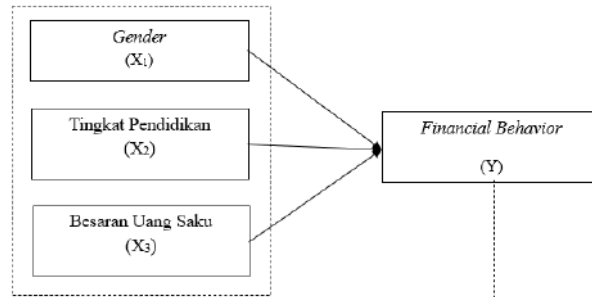 Gender
(X₁)
Tingkat Pendidikan
(X₂)
Besaran Uang Saku
(X₃)
Financial Behavior
(Y)